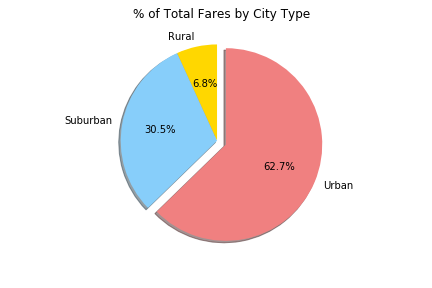 % of Total Fares by City Type
Rural
6.8%
Suburban
30.5%
62.7%
Urban